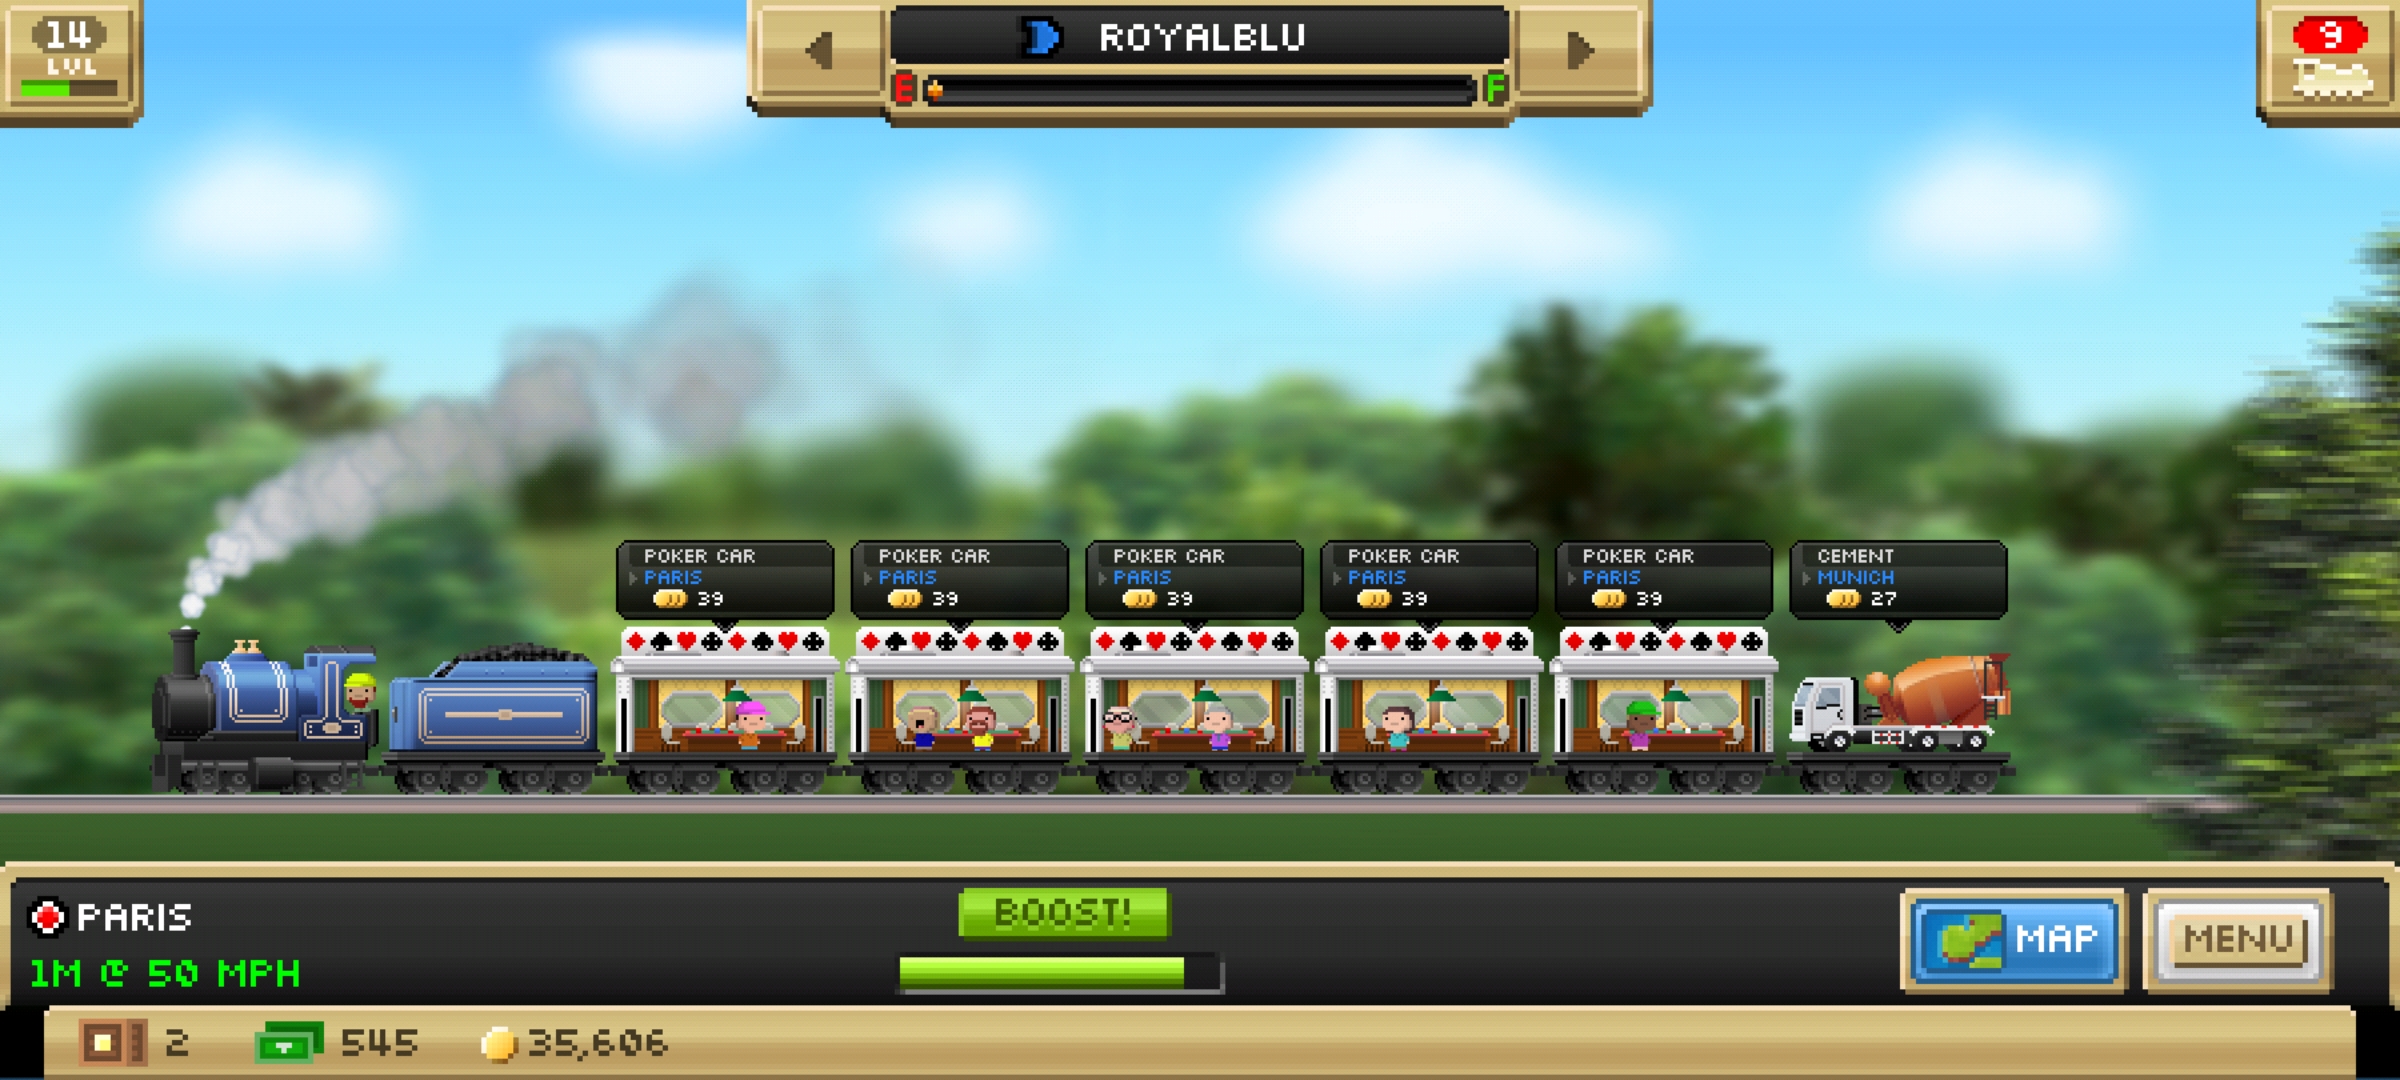 14
LVL
ROYALBLU
E F
9
POKER CAR
PARIS
39
POKER CAR
PARIS
39
POKER CAR
PARIS
39
POKER CAR
PARIS
39
POKER CAR
PARIS
39
CEMENT
MUNICH
27
PARIS
1M @ 50 MPH
BOOST!
MAP
MENU
2
545
35,606